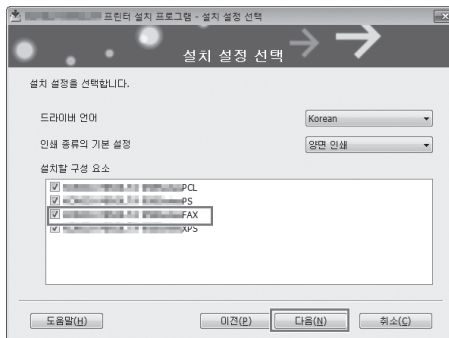 프린터 설치 프로그램 - 설치 설정 선택
설치 설정 선택
설치 설정을 선택합니다.
드라이버 언어 Korean
인쇄 종류의 기본 설정 양면 인쇄
설치할 구성 요소
PCL
PS
FAX
XPS
도움말(H) 이전(P) 다음(N) 취소(C)